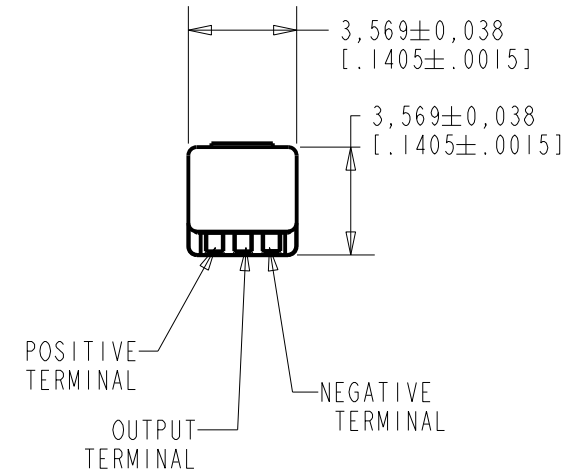 3,569±0,038
[.1405±.0015]
3,569±0,038
[.1405±.0015]
POSITIVE
TERMINAL
NEGATIVE
TERMINAL
OUTPUT
TERMINAL